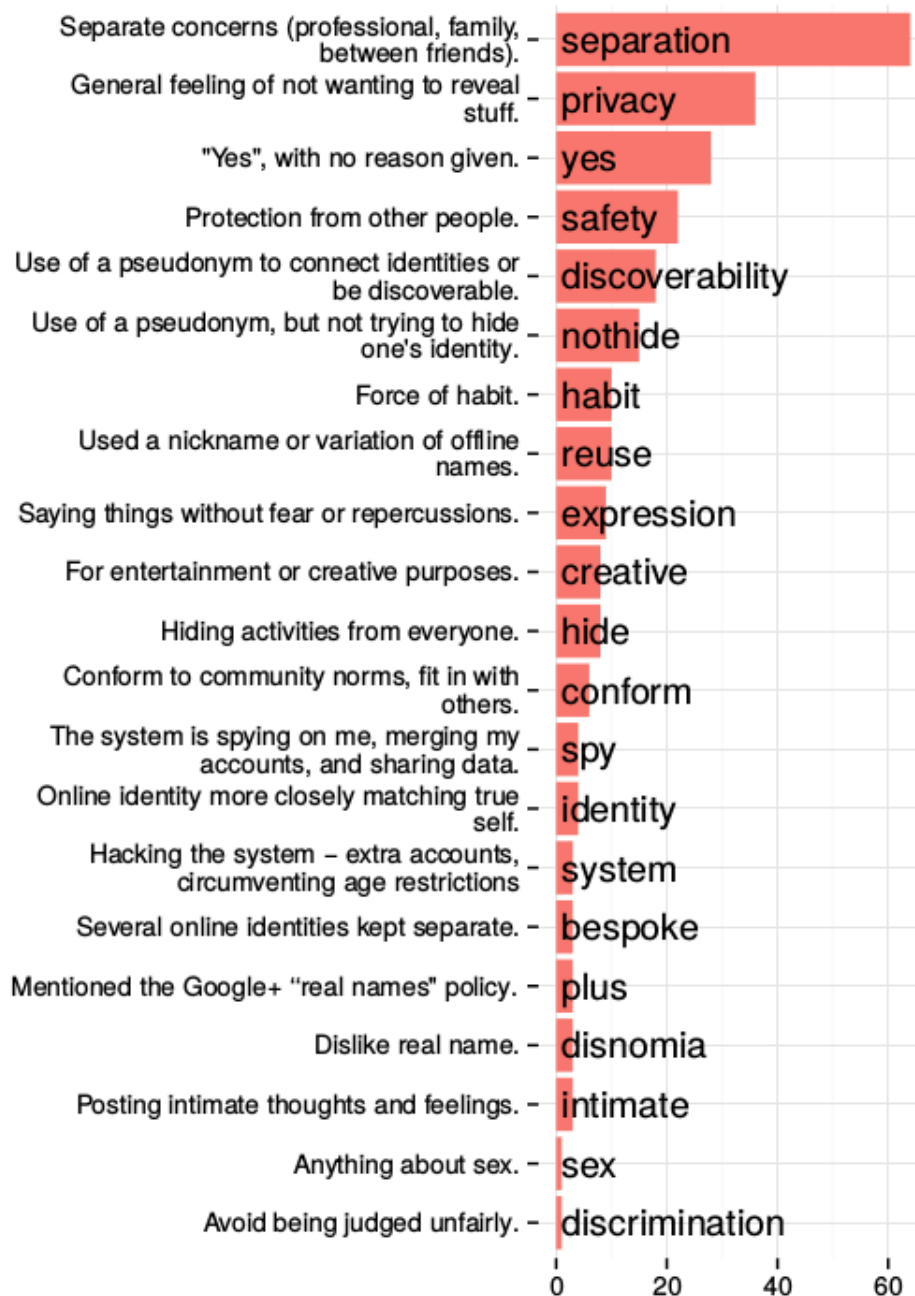 Separate concerns (professional, family,
between friends).
separation
General feeling of not wanting to reveal
stuff.
privacy
"Yes", with no reason given.
yes
Protection from other people.
safety
Use of a pseudonym to connect identities or
be discoverable.
discoverability
Use of a pseudonym, but not trying to hide
one's identity.
nothide
Force of habit.
habit
Used a nickname or variation of offline
names.
reuse
Saying things without fear or repercussions.
expression
For entertainment or creative purposes.
creative
Hiding activities from everyone.
hide
Conform to community norms, fit in with
others.
conform
The system is spying on me, merging my
accounts, and sharing data.
spy
Online identity more closely matching true
self.
identity
Hacking the system – extra accounts,
circumventing age restrictions
system
Several online identities kept separate.
bespoke
Mentioned the Google+ “real names" policy.
plus
Dislike real name.
disnomia
Posting intimate thoughts and feelings.
intimate
Anything about sex.
sex
Avoid being judged unfairly.
discrimination
0 20 40 60